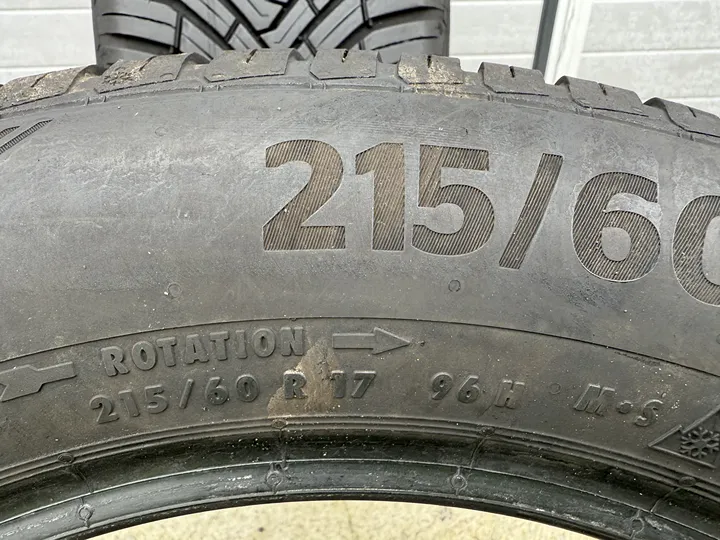 215/60
ROTATION
215/60 R 17 96 H M•S